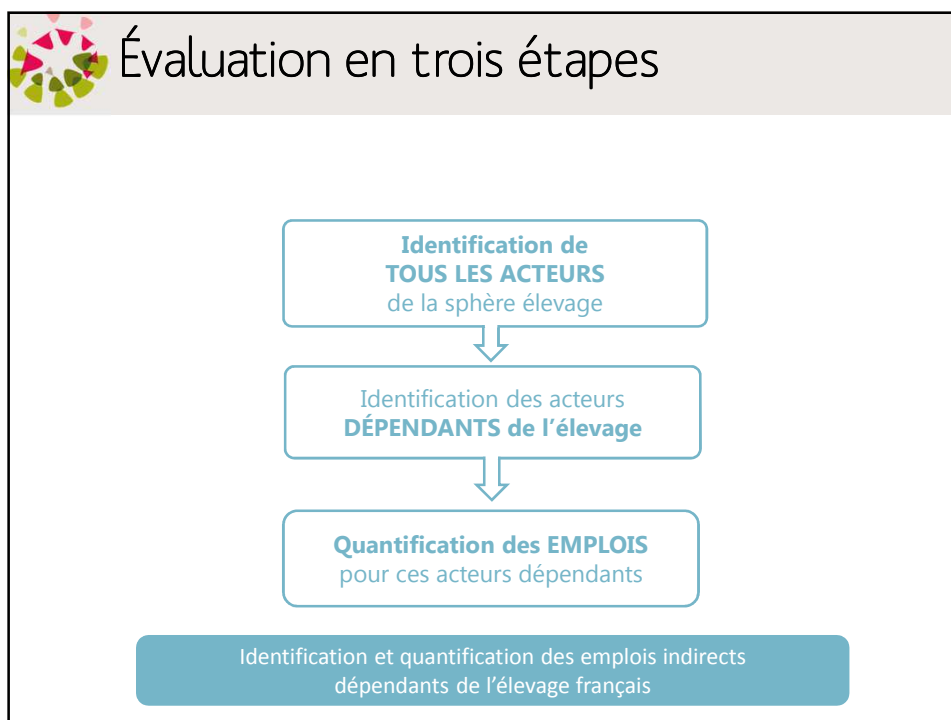 Évaluation en trois étapes
Identification de
TOUS LES ACTEURS
de la sphère élevage
Identification des acteurs
DÉPENDANTS de l’élevage
Quantification des EMPLOIS
pour ces acteurs dépendants
Identification et quantification des emplois indirects
dépendants de l’élevage français